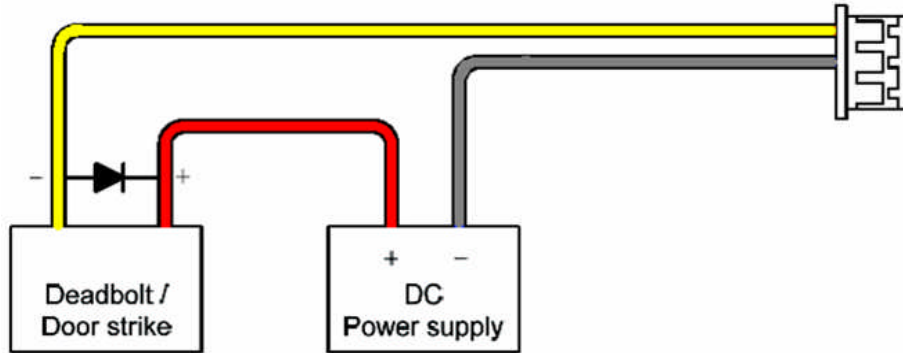 − +
+ −
Deadbolt /
Door strike
DC
Power supply